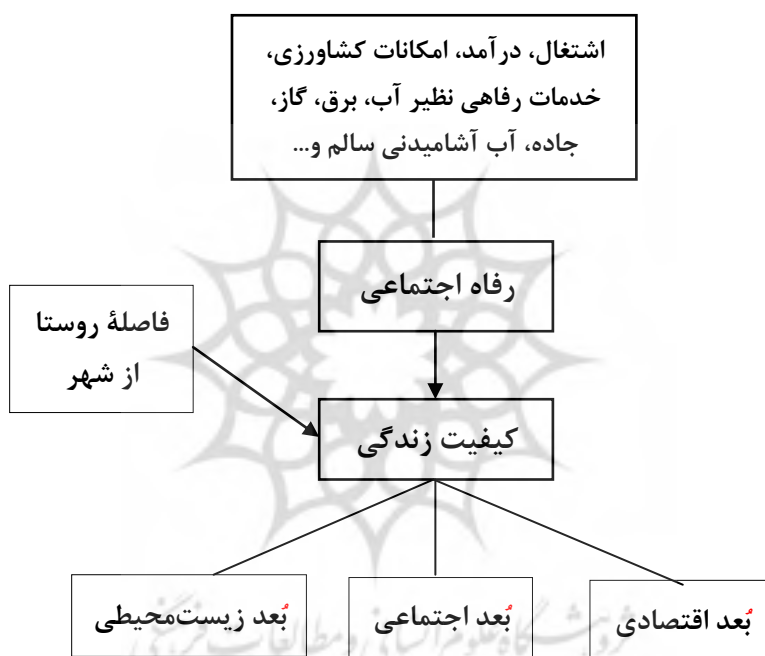 اشتغال، درآمد، امکانات کشاورزی،
خدمات رفاهی نظیر آب، برق، گاز،
جاده، آب آشامیدنی سالم و...
رفاه اجتماعی
فاصلۀ روستا
از شهر
کیفیت زندگی
بُعد اقتصادی
بُعد اجتماعی
بُعد زیست‌محیطی